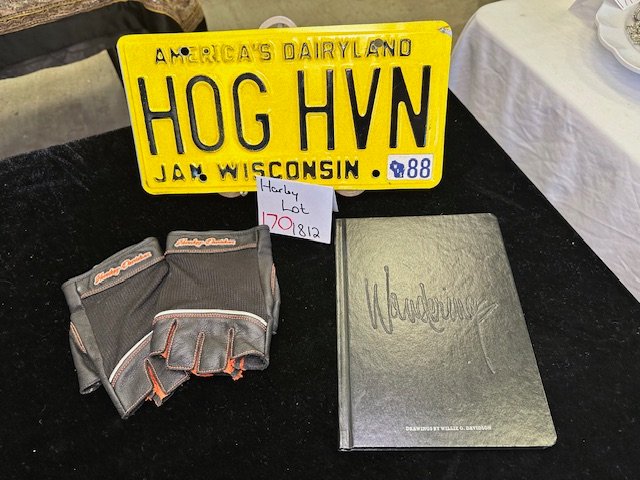 AMERICA'S DAIRYLAND
HOG HVN
JAN WISCONSIN 88
Harley
Lot
170 1812
Harley-Davidson
Harley-Davidson
Wanderings
DRAWINGS BY WILLIE G. DAVIDSON